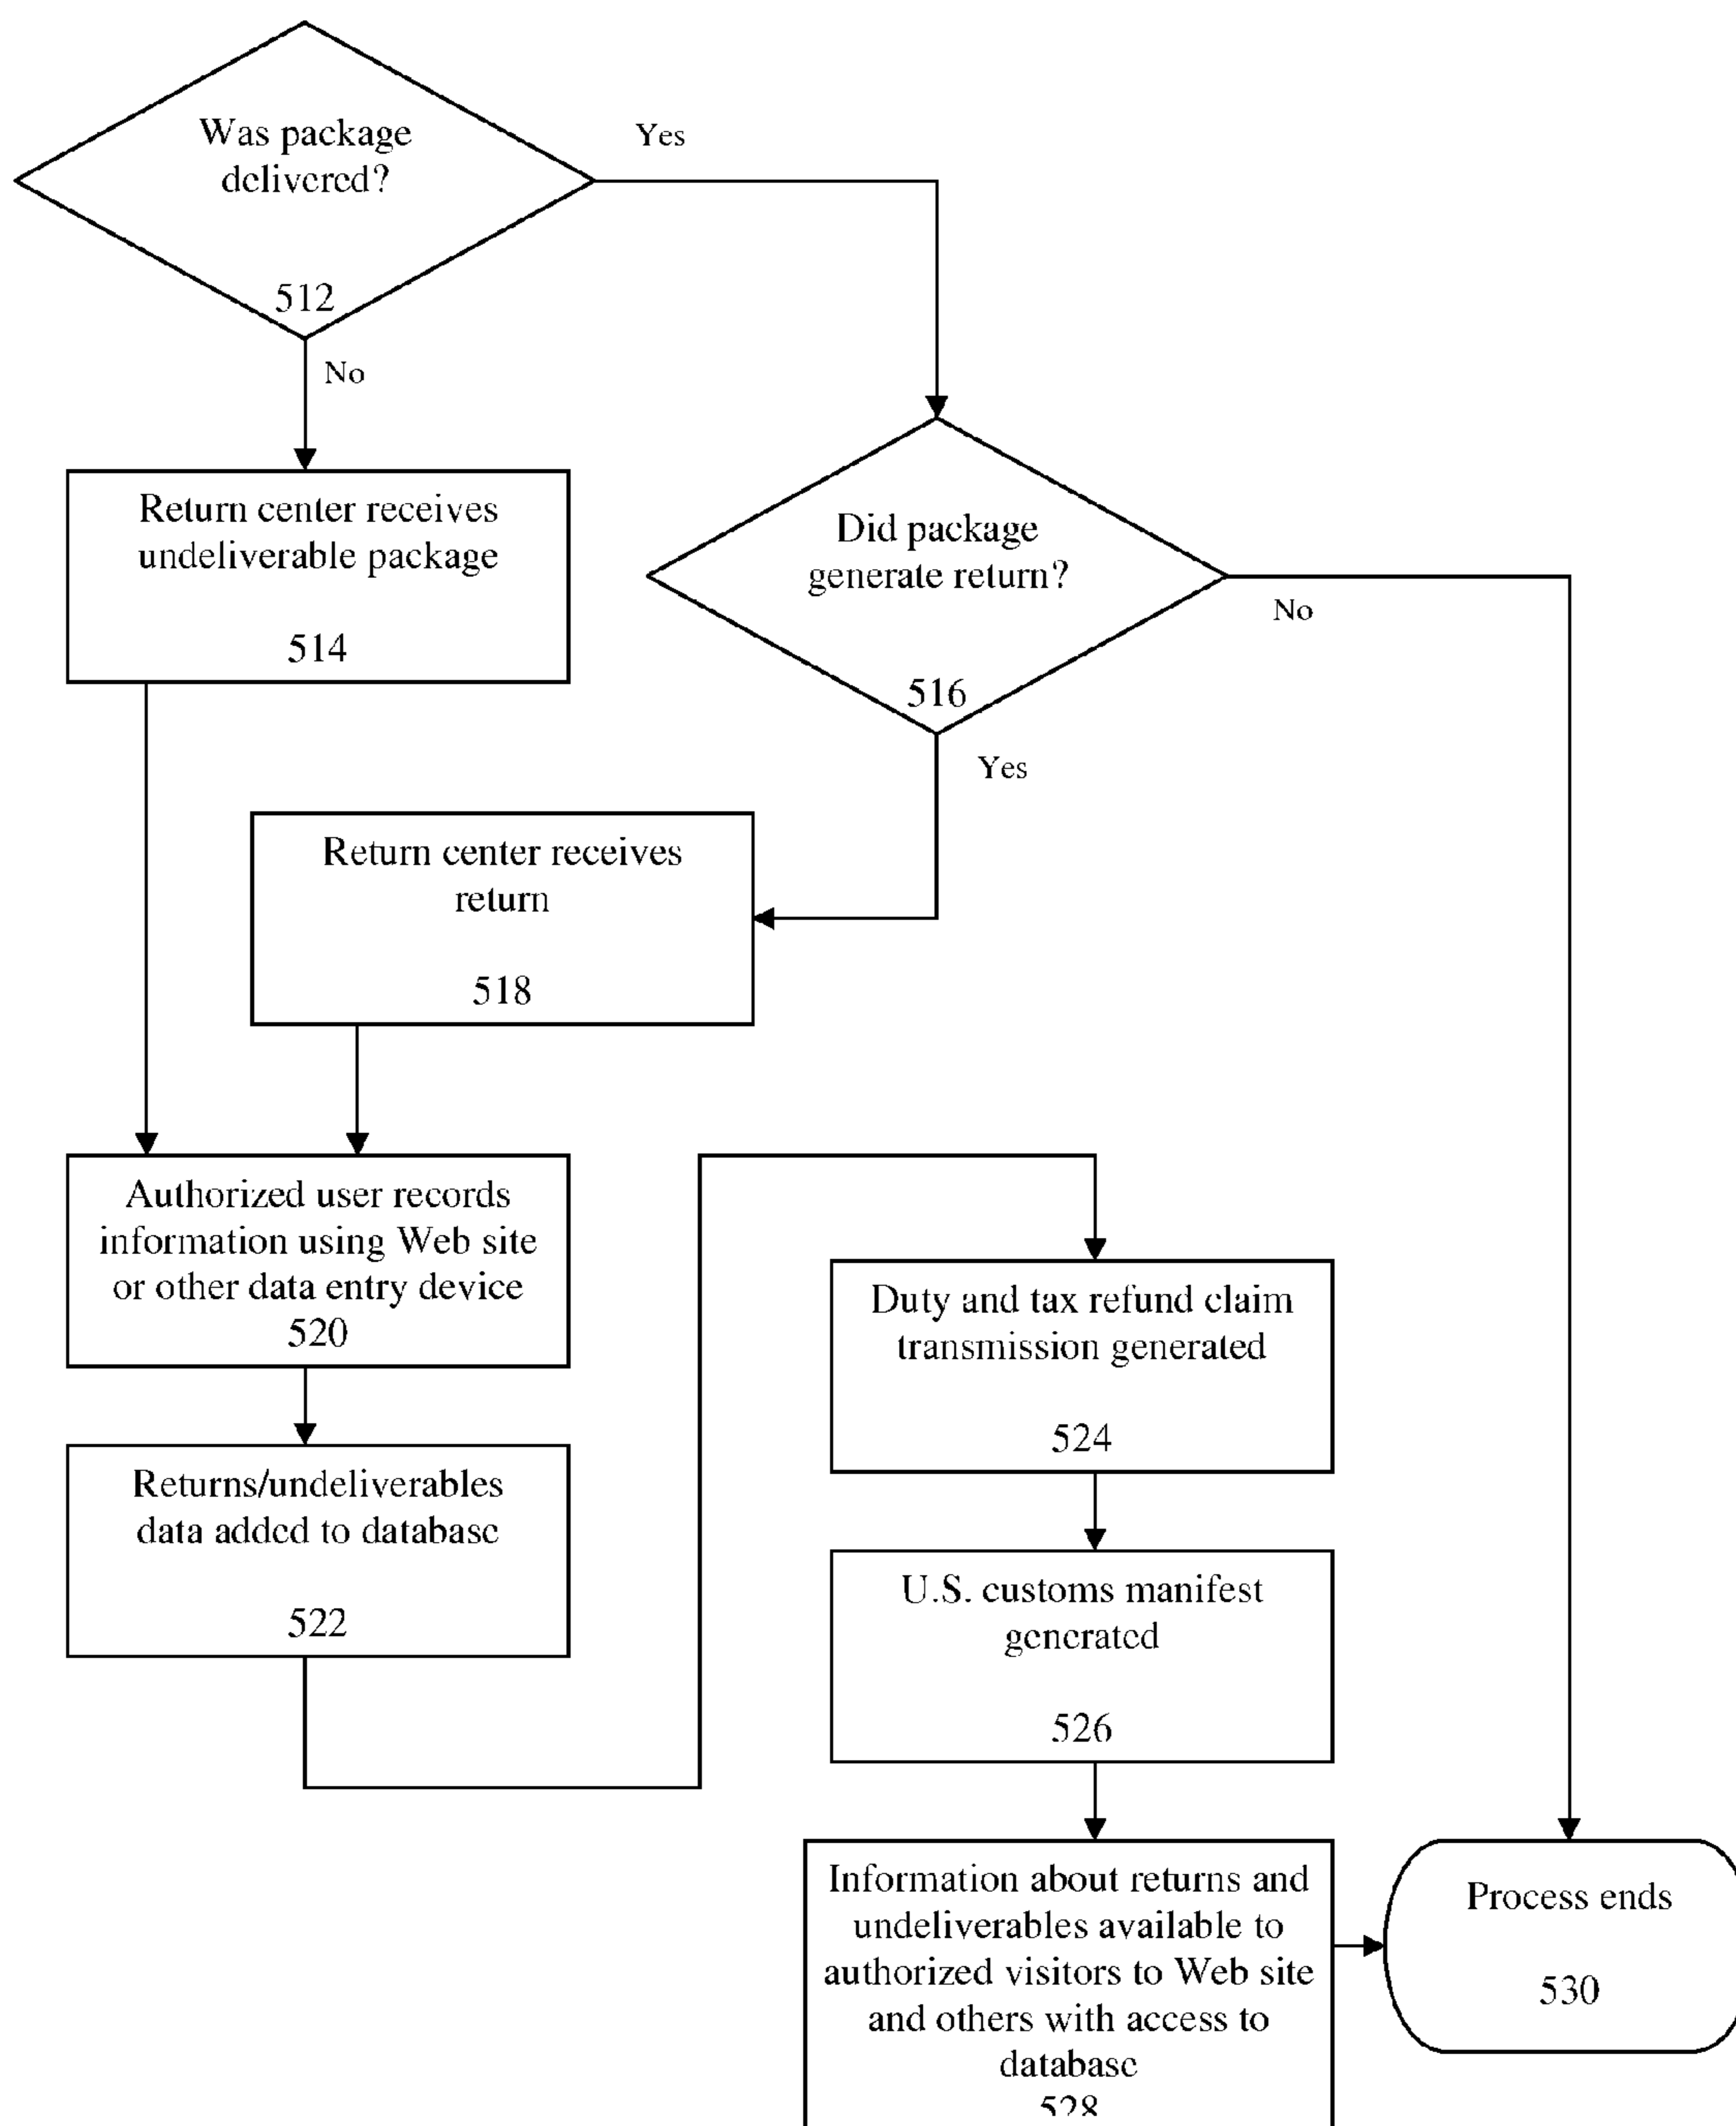 Was package
delivered?
512
Yes
No
Return center receives
undeliverable package
514
Did package
generate return?
516
No
Yes
Return center receives
return
518
Authorized user records
information using Web site
or other data entry device
520
Returns/undeliverables
data added to database
522
Duty and tax refund claim
transmission generated
524
U.S. customs manifest
generated
526
Information about returns and
undeliverables available to
authorized visitors to Web site
and others with access to
database
528
Process ends
530